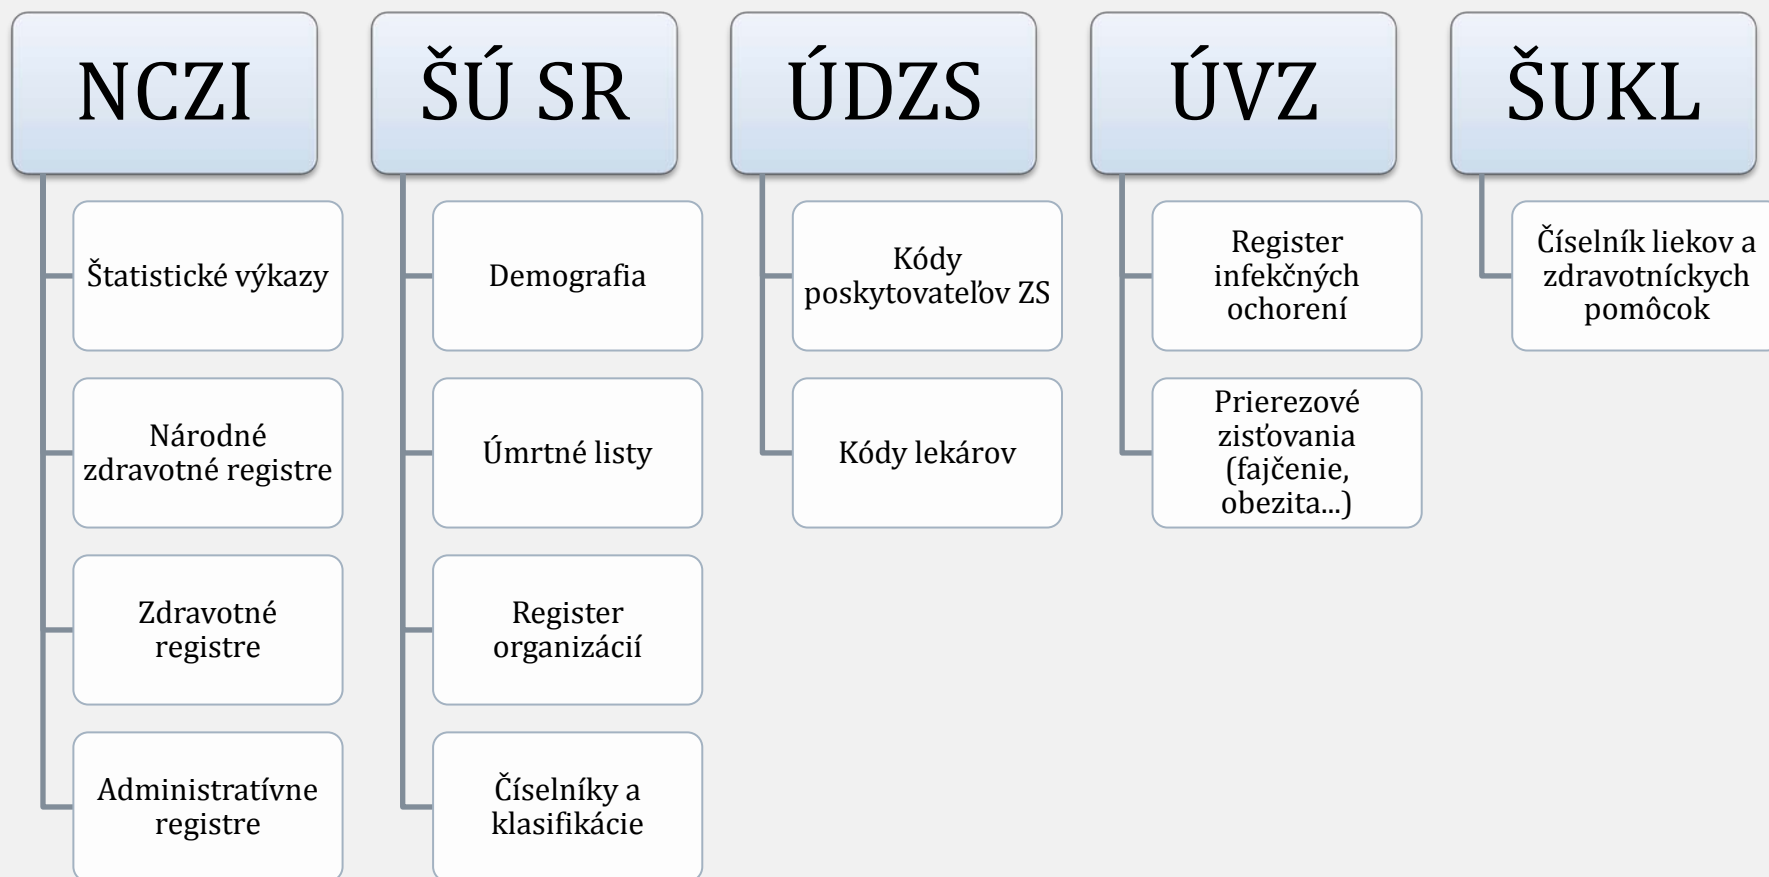 NCZI
Štatistické výkazy
Národné
zdravotné registre
Zdravotné
registre
Administratívne
registre
ŠÚ SR
Demografia
Úmrtné listy
Register
organizácií
Číselníky a
klasifikácie
ÚDZS
Kódy
poskytovateľov ZS
Kódy lekárov
ÚVZ
Register
infekčných
ochorení
Prierezové
zisťovania
(fajčenie,
obezita...)
ŠUKL
Číselník liekov a
zdravotníckych
pomôcok